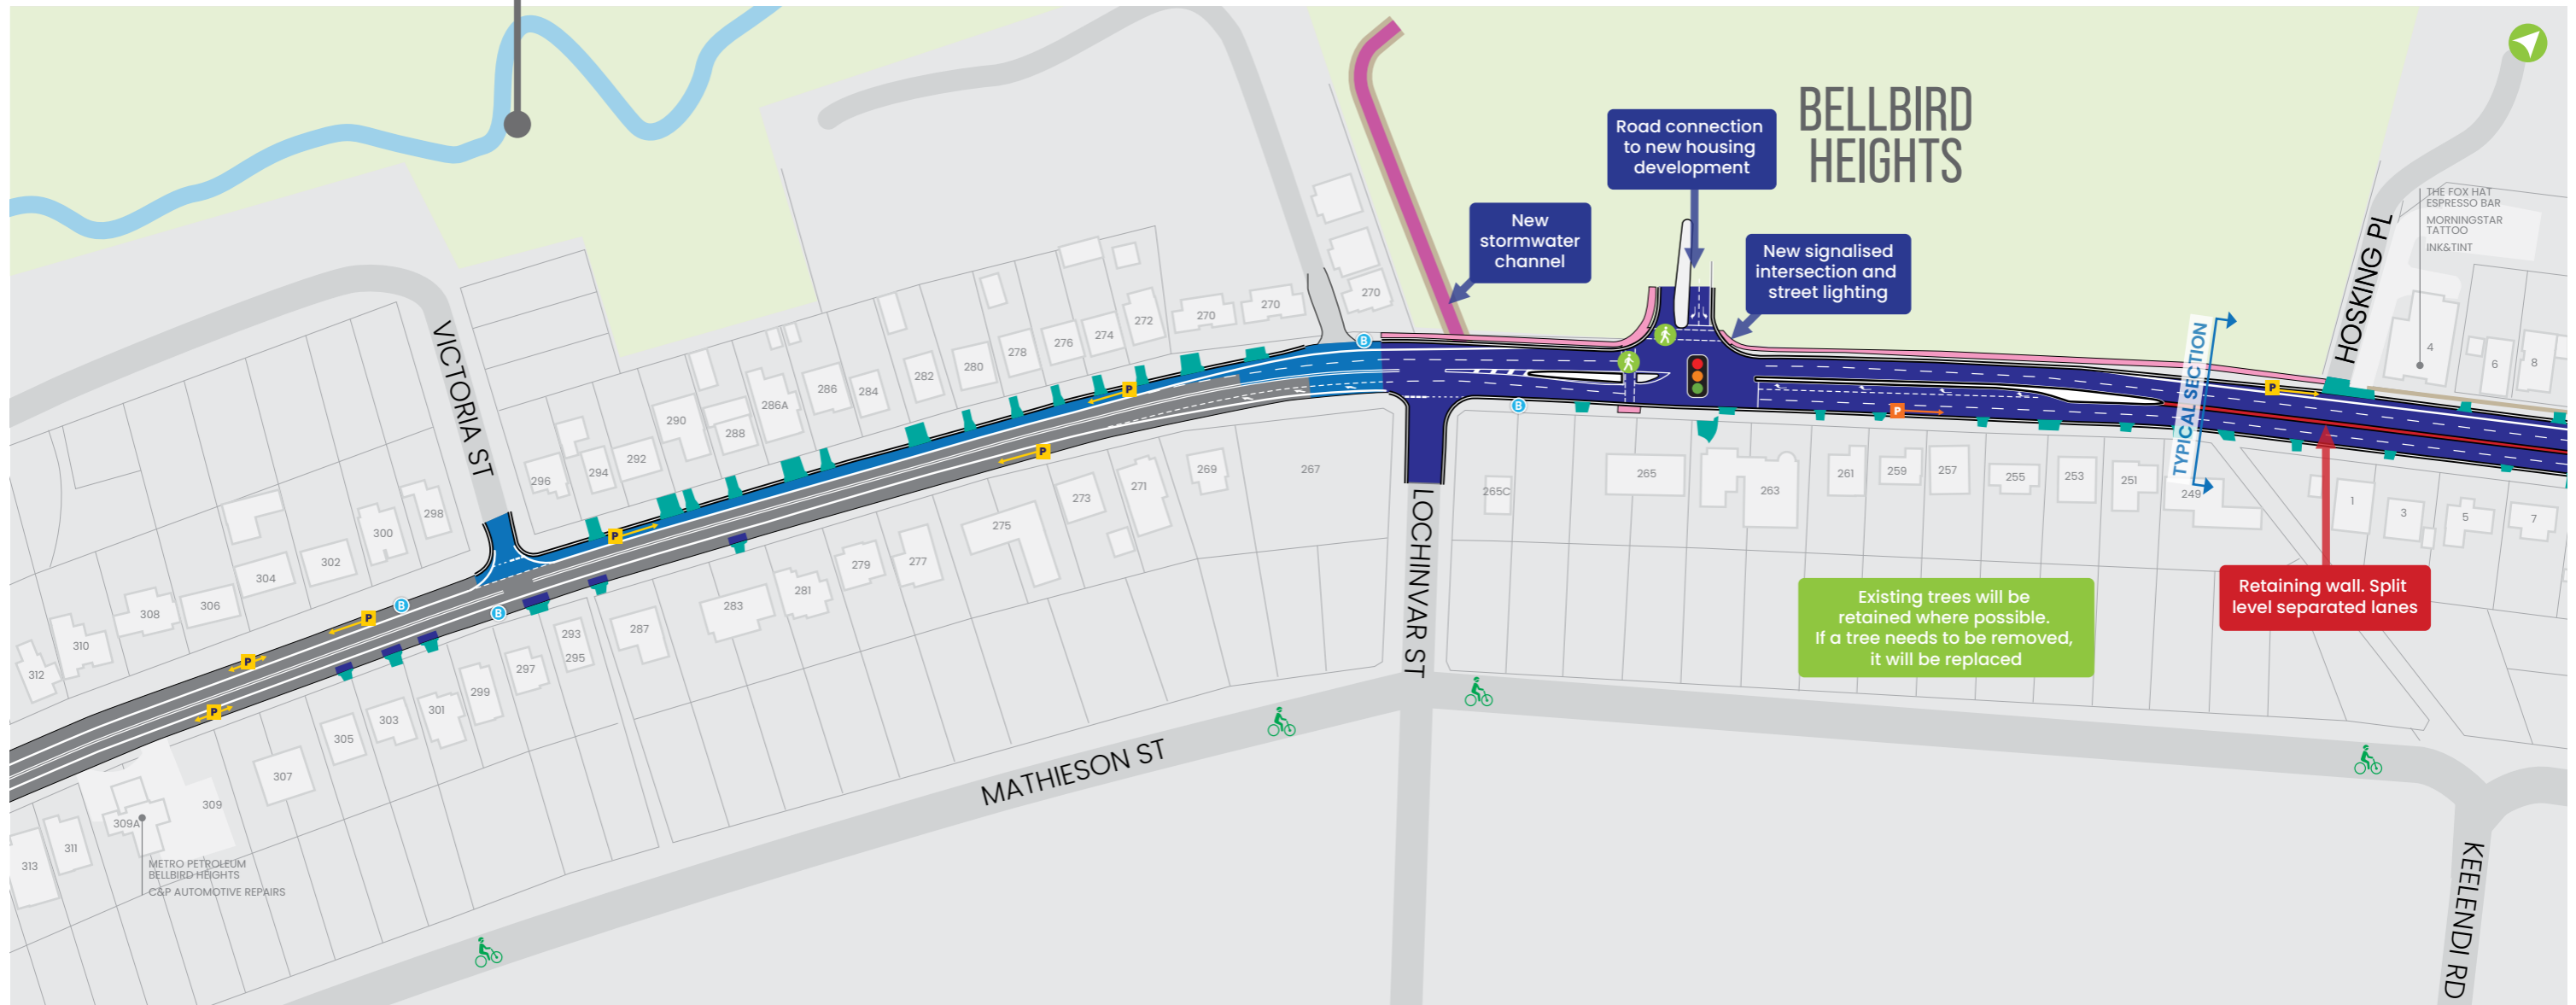 BELLBIRD
HEIGHTS
Road connection
to new housing
development
New
stormwater
channel
New signalised
intersection and
street lighting
THE FOX HAT
ESPRESSO BAR
MORNINGSTAR
TATTOO
INK&TINT
HOSKING PL
TYPICAL SECTION
VICTORIA ST
LOCHINVAR ST
MATHIESON ST
KEELENDI RD
Existing trees will be
retained where possible.
If a tree needs to be removed,
it will be replaced
Retaining wall. Split
level separated lanes
METRO PETROLEUM
BELLBIRD HEIGHTS
C&P AUTOMOTIVE REPAIRS
312
310
308
306
304
302
300
298
296
294
292
290
288
286A
286
284
282
280
278
276
274
272
270
270
270
4
6
8
313
311
309A
309
307
305
303
301
299
297
293
295
287
283
281
279
277
275
273
271
269
267
265C
265
263
261
259
257
255
253
251
249
1
3
5
7
P
P
P
P
P
P
P
P
B
B
B
B